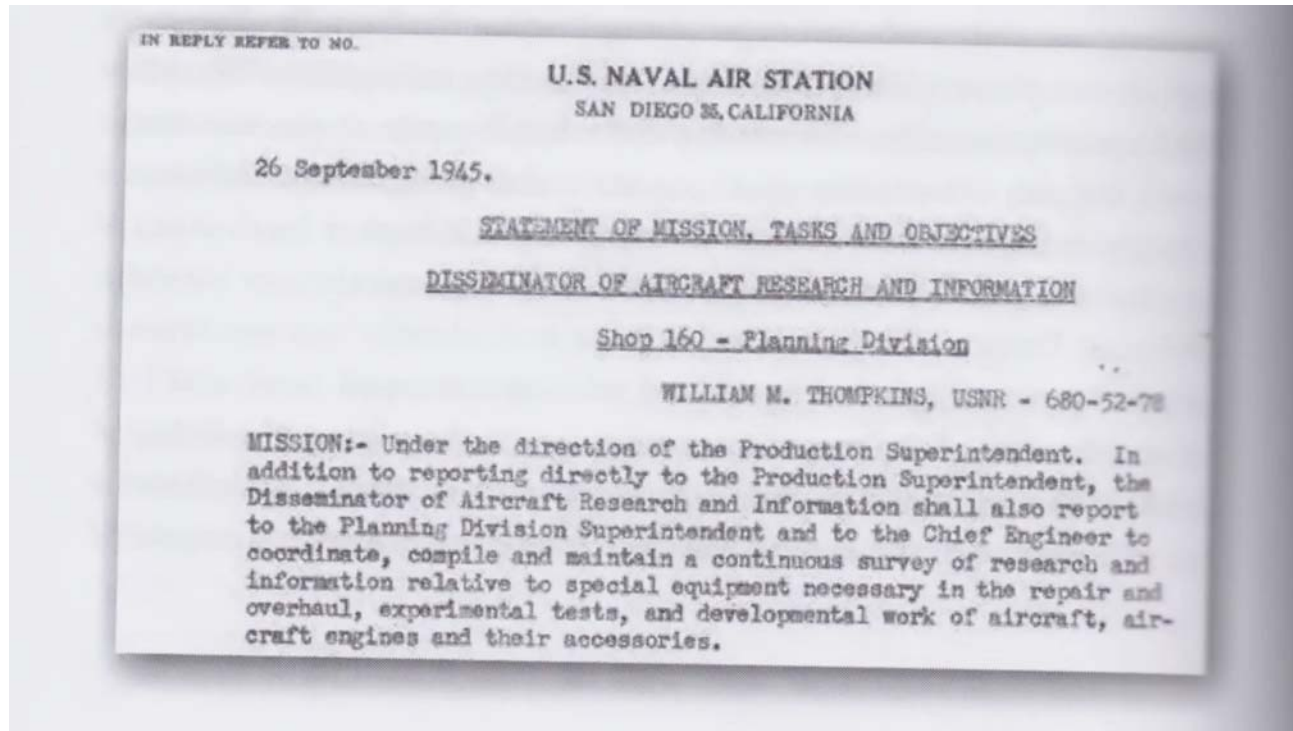 IN REPLY REFER TO NO.
U.S. NAVAL AIR STATION
SAN DIEGO 35, CALIFORNIA
26 September 1945.
STATEMENT OF MISSION, TASKS AND OBJECTIVES
DISSEMINATOR OF AIRCRAFT RESEARCH AND INFORMATION
Shop 160 - Planning Division
WILLIAM M. THOMPKINS, USNR - 680-52-78
MISSION:- Under the direction of the Production Superintendent. In
addition to reporting directly to the Production Superintendent, the
Disseminator of Aircraft Research and Information shall also report
to the Planning Division Superintendent and to the Chief Engineer to
coordinate, compile and maintain a continuous survey of research and
information relative to special equipment necessary in the repair and
overhaul, experimental tests, and developmental work of aircraft, air-
craft engines and their accessories.